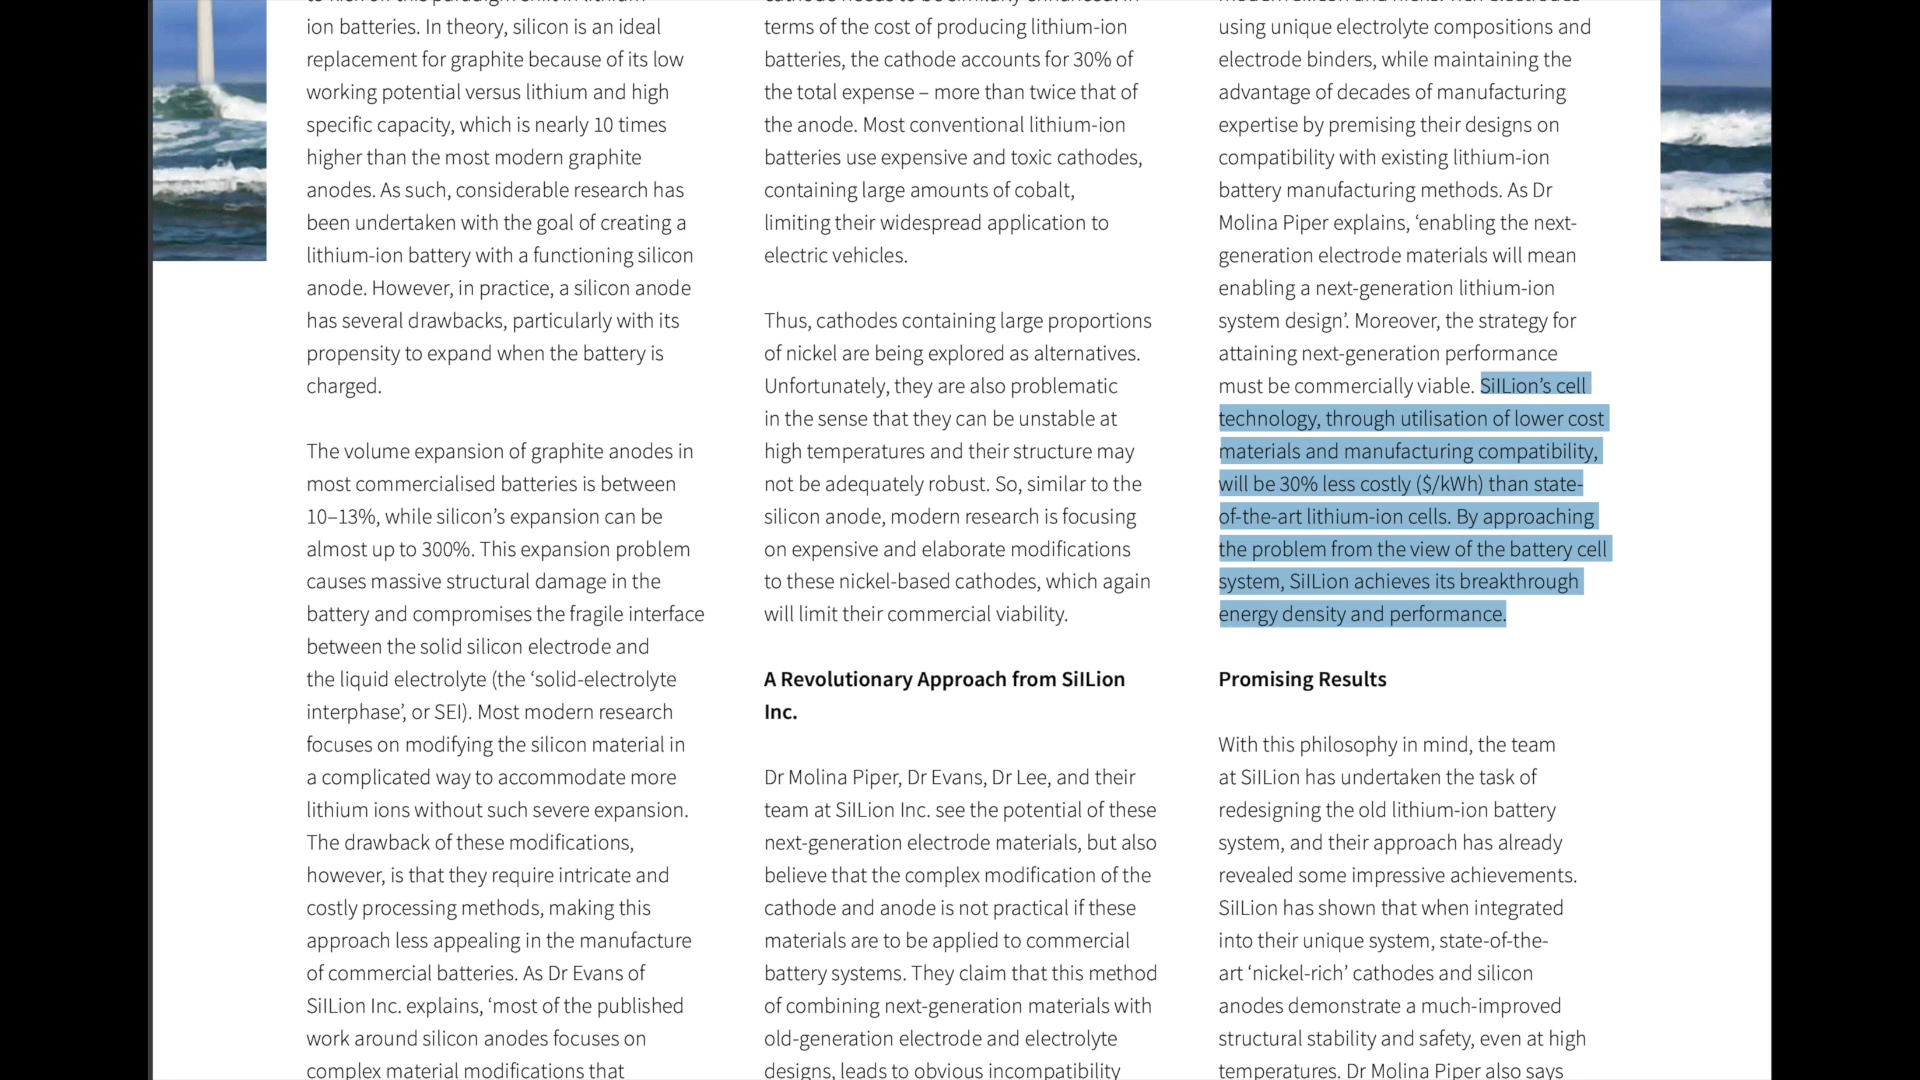 ion batteries. In theory, silicon is an ideal
replacement for graphite because of its low
working potential versus lithium and high
specific capacity, which is nearly 10 times
higher than the most modern graphite
anodes. As such, considerable research has
been undertaken with the goal of creating a
lithium-ion battery with a functioning silicon
anode. However, in practice, a silicon anode
has several drawbacks, particularly with its
propensity to expand when the battery is
charged.
The volume expansion of graphite anodes in
most commercialised batteries is between
10–13%, while silicon’s expansion can be
almost up to 300%. This expansion problem
causes massive structural damage in the
battery and compromises the fragile interface
between the solid silicon electrode and
the liquid electrolyte (the ‘solid-electrolyte
interphase’, or SEI). Most modern research
focuses on modifying the silicon material in
a complicated way to accommodate more
lithium ions without such severe expansion.
The drawback of these modifications,
however, is that they require intricate and
costly processing methods, making this
approach less appealing in the manufacture
of commercial batteries. As Dr Evans of
SiILion Inc. explains, ‘most of the published
work around silicon anodes focuses on
complex material modifications that
terms of the cost of producing lithium-ion
batteries, the cathode accounts for 30% of
the total expense – more than twice that of
the anode. Most conventional lithium-ion
batteries use expensive and toxic cathodes,
containing large amounts of cobalt,
limiting their widespread application to
electric vehicles.
Thus, cathodes containing large proportions
of nickel are being explored as alternatives.
Unfortunately, they are also problematic
in the sense that they can be unstable at
high temperatures and their structure may
not be adequately robust. So, similar to the
silicon anode, modern research is focusing
on expensive and elaborate modifications
to these nickel-based cathodes, which again
will limit their commercial viability.
A Revolutionary Approach from SiILion
Inc.
Dr Molina Piper, Dr Evans, Dr Lee, and their
team at SiILion Inc. see the potential of these
next-generation electrode materials, but also
believe that the complex modification of the
cathode and anode is not practical if these
materials are to be applied to commercial
battery systems. They claim that this method
of combining next-generation materials with
old-generation electrode and electrolyte
designs, leads to obvious incompatibility
using unique electrolyte compositions and
electrode binders, while maintaining the
advantage of decades of manufacturing
expertise by premising their designs on
compatibility with existing lithium-ion
battery manufacturing methods. As Dr
Molina Piper explains, ‘enabling the next-
generation electrode materials will mean
enabling a next-generation lithium-ion
system design’. Moreover, the strategy for
attaining next-generation performance
must be commercially viable. SiILion’s cell
technology, through utilisation of lower cost
materials and manufacturing compatibility,
will be 30% less costly ($/kWh) than state-
of-the-art lithium-ion cells. By approaching
the problem from the view of the battery cell
system, SiILion achieves its breakthrough
energy density and performance.
Promising Results
With this philosophy in mind, the team
at SiILion has undertaken the task of
redesigning the old lithium-ion battery
system, and their approach has already
revealed some impressive achievements.
SiILion has shown that when integrated
into their unique system, state-of-the-
art ‘nickel-rich’ cathodes and silicon
anodes demonstrate a much-improved
structural stability and safety, even at high
temperatures. Dr Molina Piper also says